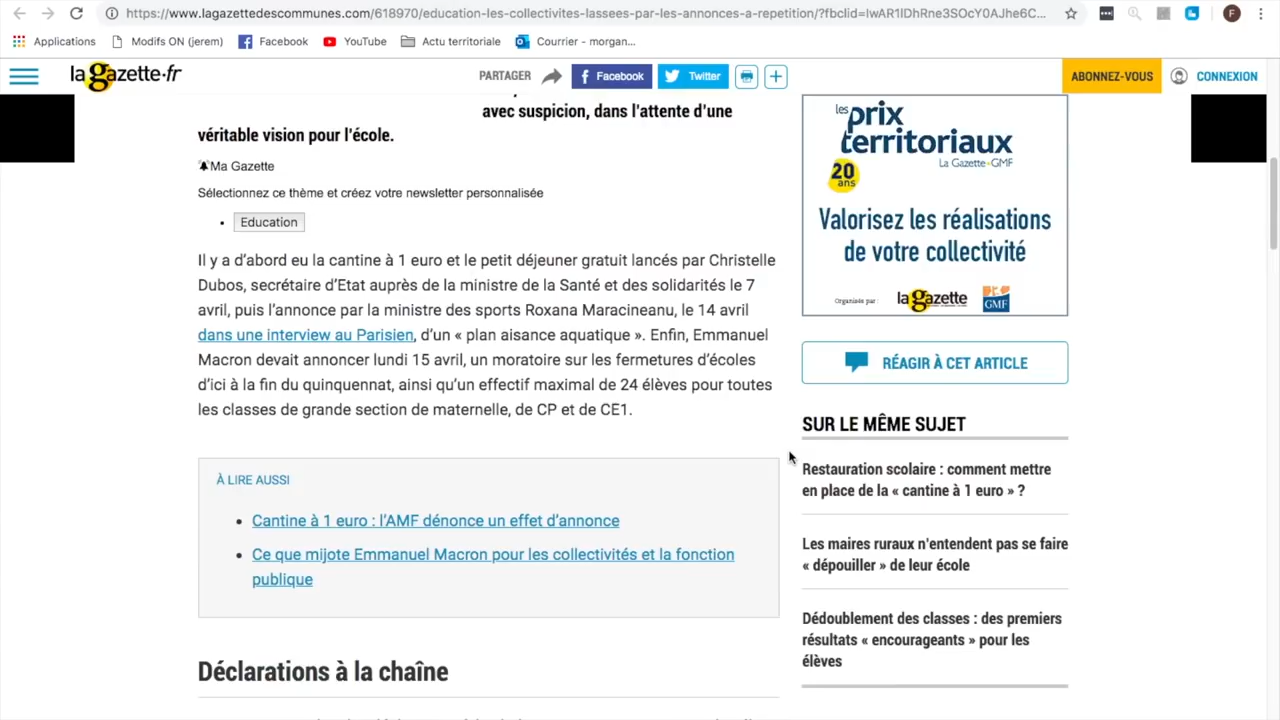 https://www.lagazettedescommunes.com/618970/education-les-collectivites-lassees-par-les-annonces-a-repetition/?fbclid=IwAR1lDhRne3SOcY0AJhe6C...
F
Applications
Modifs ON (jerem)
Facebook
YouTube
Actu territoriale
Courrier - morgan...
la gazette.fr
PARTAGER
Facebook
Twitter
ABONNEZ-VOUS
CONNEXION
avec suspicion, dans l'attente d'une
véritable vision pour l'école.
Ma Gazette
Sélectionnez ce thème et créez votre newsletter personnalisée
• Education
Il y a d'abord eu la cantine à 1 euro et le petit déjeuner gratuit lancés par Christelle
Dubos, secrétaire d'Etat auprès de la ministre de la Santé et des solidarités le 7
avril, puis l'annonce par la ministre des sports Roxana Maracineanu, le 14 avril
dans une interview au Parisien, d'un « plan aisance aquatique ». Enfin, Emmanuel
Macron devait annoncer lundi 15 avril, un moratoire sur les fermetures d'écoles
d'ici à la fin du quinquennat, ainsi qu'un effectif maximal de 24 élèves pour toutes
les classes de grande section de maternelle, de CP et de CE1.
À LIRE AUSSI
• Cantine à 1 euro : l'AMF dénonce un effet d'annonce
• Ce que mijote Emmanuel Macron pour les collectivités et la fonction
publique
Déclarations à la chaîne
les prix
territoriaux
La Gazette-GMF
20
ans
Valorisez les réalisations
de votre collectivité
Organisés par :
la gazette
GMF
RÉAGIR À CET ARTICLE
SUR LE MÊME SUJET
Restauration scolaire : comment mettre
en place de la « cantine à 1 euro » ?
Les maires ruraux n'entendent pas se faire
« dépouiller » de leur école
Dédoublement des classes : des premiers
résultats « encourageants » pour les
élèves